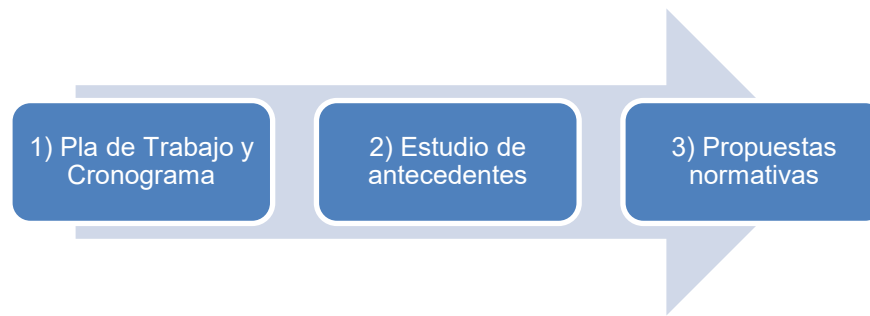 1) Pla de Trabajo y
Cronograma
2) Estudio de
antecedentes
3) Propuestas
normativas